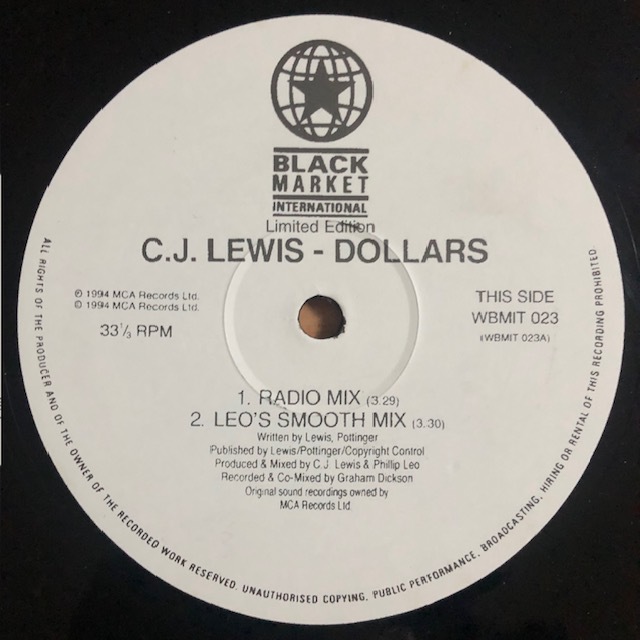 BLACK
MARKET
INTERNATIONAL
Limited Edition
C.J. LEWIS - DOLLARS
℗ 1994 MCA Records Ltd.
© 1994 MCA Records Ltd.
33 1/3 RPM
THIS SIDE
WBMIT 023
(WBMIT 023A)
1. RADIO MIX (3.29)
2. LEO'S SMOOTH MIX (3.30)
Written by Lewis, Pottinger
Published by Lewis/Pottinger/Copyright Control
Produced & Mixed by C.J. Lewis & Phillip Leo
Recorded & Co-Mixed by Graham Dickson
Original sound recordings owned by
MCA Records Ltd.
ALL RIGHTS OF THE PRODUCER AND OF THE OWNER OF THE RECORDED WORK RESERVED. UNAUTHORISED COPYING, PUBLIC PERFORMANCE, BROADCASTING, HIRING OR RENTAL OF THIS RECORDING PROHIBITED.